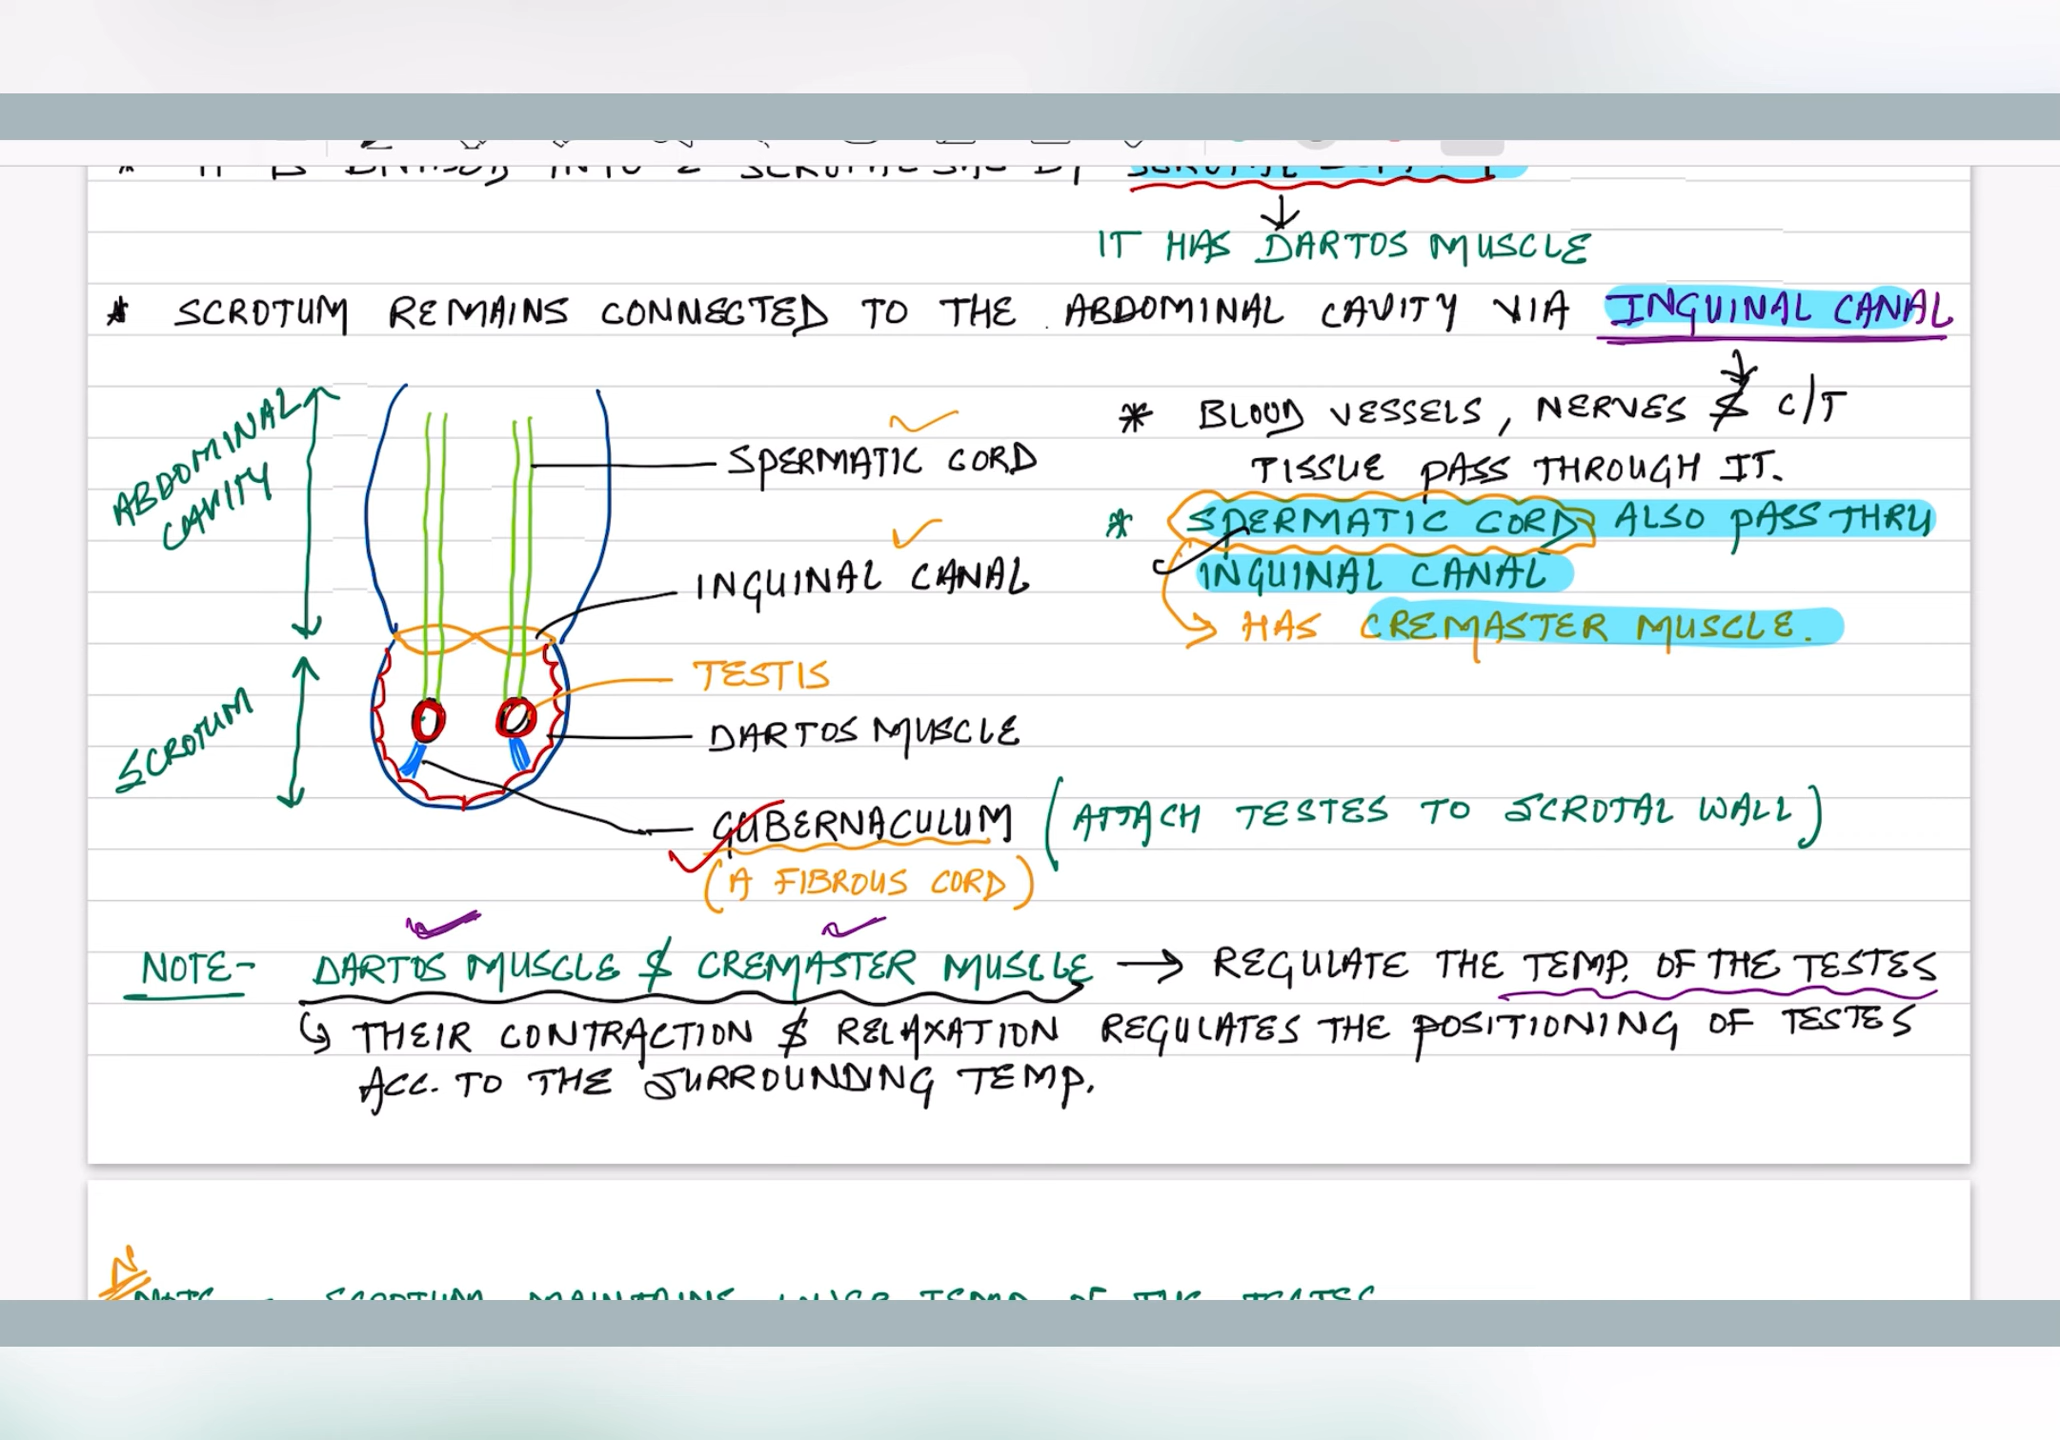 IT HAS DARTOS MUSCLE
* SCROTUM REMAINS CONNECTED TO THE ABDOMINAL CAVITY VIA INGUINAL CANAL
ABDOMINAL
CAVITY
SCROTUM
SPERMATIC CORD
INGUINAL CANAL
TESTIS
DARTOS MUSCLE
GUBERNACULUM (ATTACH TESTES TO SCROTAL WALL)
(A FIBROUS CORD)
* BLOOD VESSELS, NERVES & C/T
TISSUE PASS THROUGH IT.
* SPERMATIC CORD ALSO PASS THRU
INGUINAL CANAL
HAS CREMASTER MUSCLE.
NOTE- DARTOS MUSCLE & CREMASTER MUSCLE → REGULATE THE TEMP. OF THE TESTES
THEIR CONTRACTION & RELAXATION REGULATES THE POSITIONING OF TESTES
ACC. TO THE SURROUNDING TEMP.